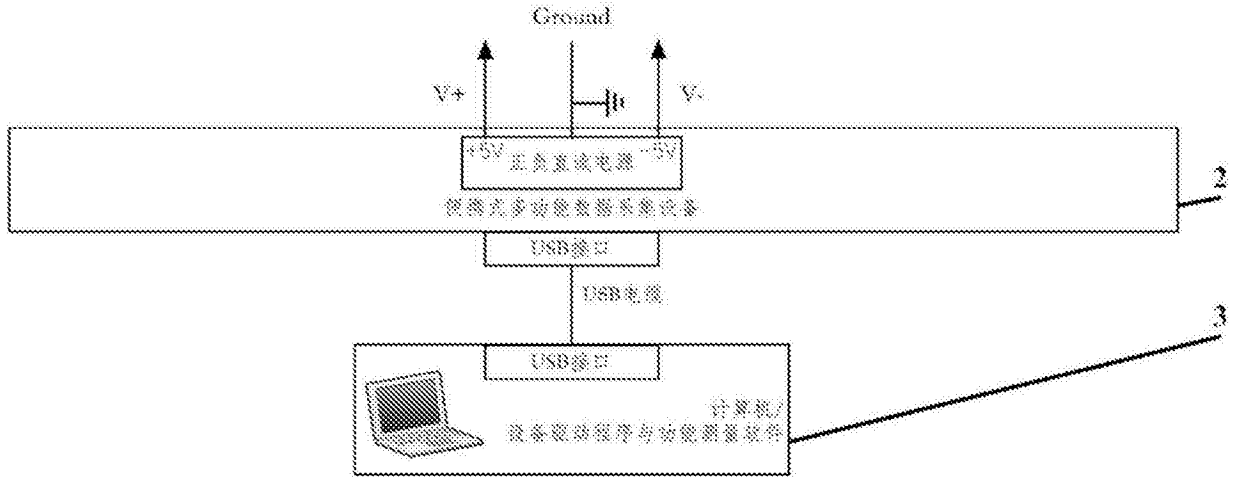 Ground
V+
V-
+5V 正负直流电源 -5V
便携式多功能数据采集设备
2
USB接口
USB电缆
3
USB接口
计算机/
设备驱动程序与功能测量软件